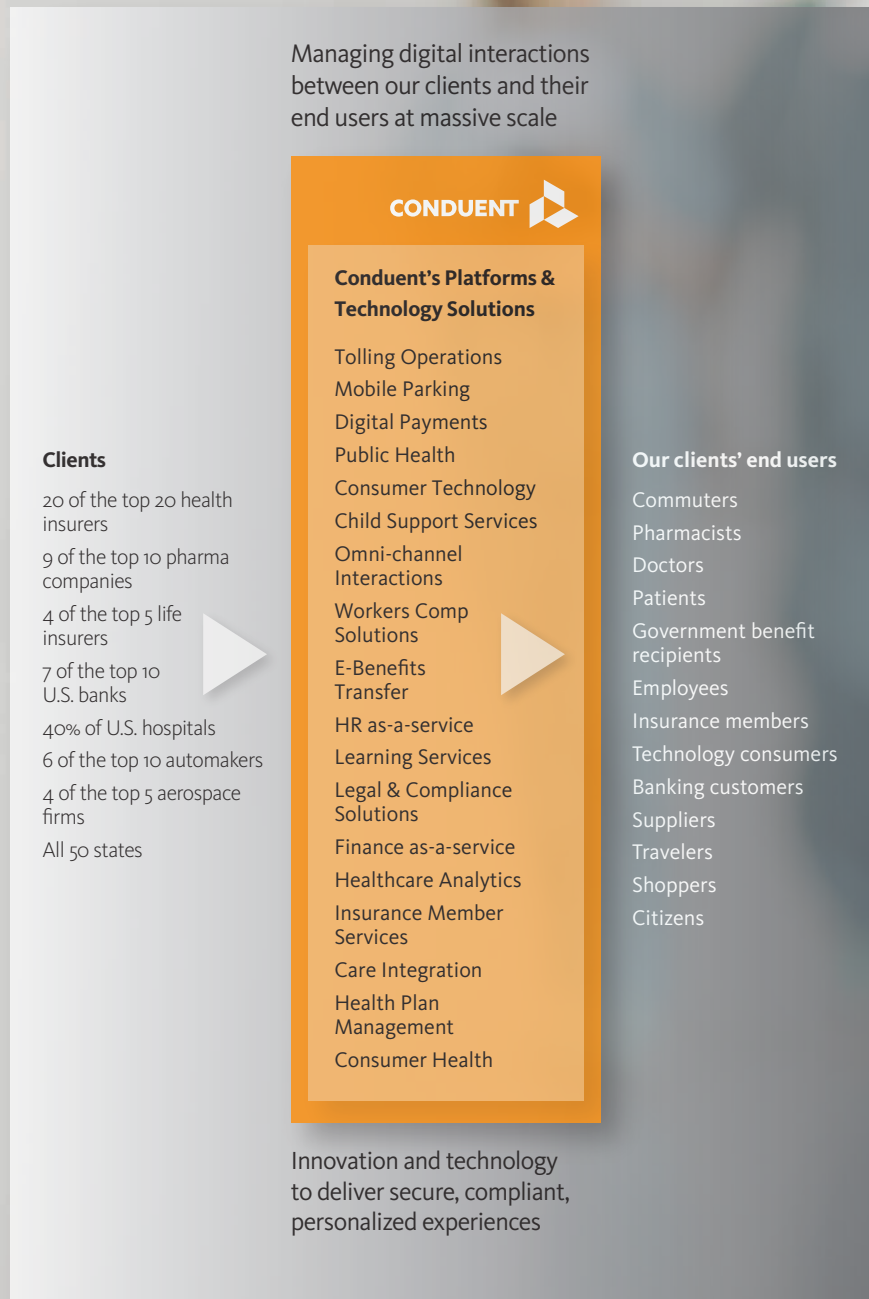 Managing digital interactions
between our clients and their
end users at massive scale
CONDUENT
Conduent's Platforms &
Technology Solutions
Tolling Operations
Mobile Parking
Digital Payments
Public Health
Consumer Technology
Child Support Services
Omni-channel
Interactions
Workers Comp
Solutions
E-Benefits
Transfer
HR as-a-service
Learning Services
Legal & Compliance
Solutions
Finance as-a-service
Healthcare Analytics
Insurance Member
Services
Care Integration
Health Plan
Management
Consumer Health
Clients
20 of the top 20 health
insurers
9 of the top 10 pharma
companies
4 of the top 5 life
insurers
7 of the top 10
U.S. banks
40% of U.S. hospitals
6 of the top 10 automakers
4 of the top 5 aerospace
firms
All 50 states
Our clients' end users
Commuters
Pharmacists
Doctors
Patients
Government benefit
recipients
Employees
Insurance members
Technology consumers
Banking customers
Suppliers
Travelers
Shoppers
Citizens
Innovation and technology
to deliver secure, compliant,
personalized experiences